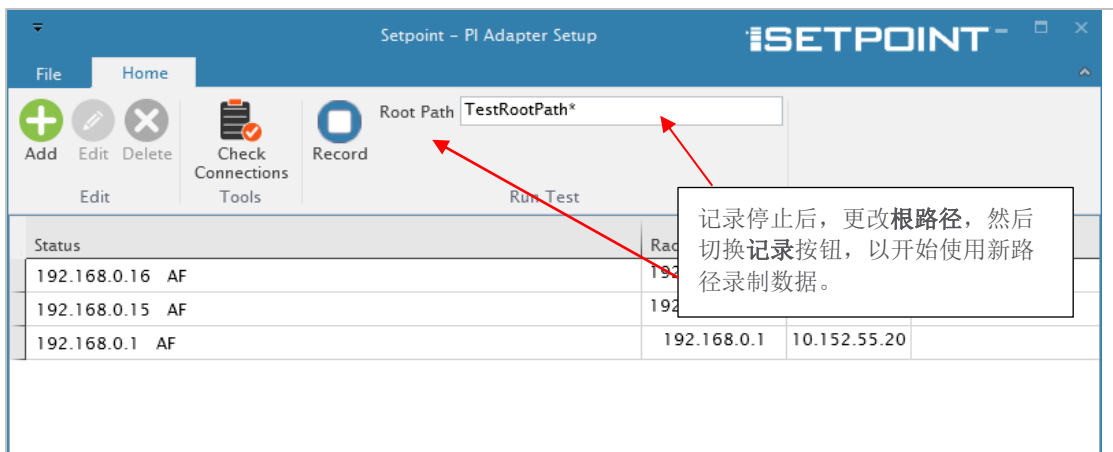 Setpoint – PI Adapter Setup
SETPOINT
File Home
Root Path TestRootPath*
Add Edit Delete Check Connections Record
Edit Tools Run Test
记录停止后，更改根路径，然后
切换记录按钮，以开始使用新路
径录制数据。
Status
192.168.0.16 AF
192.168.0.15 AF
192.168.0.1 AF 192.168.0.1 10.152.55.20